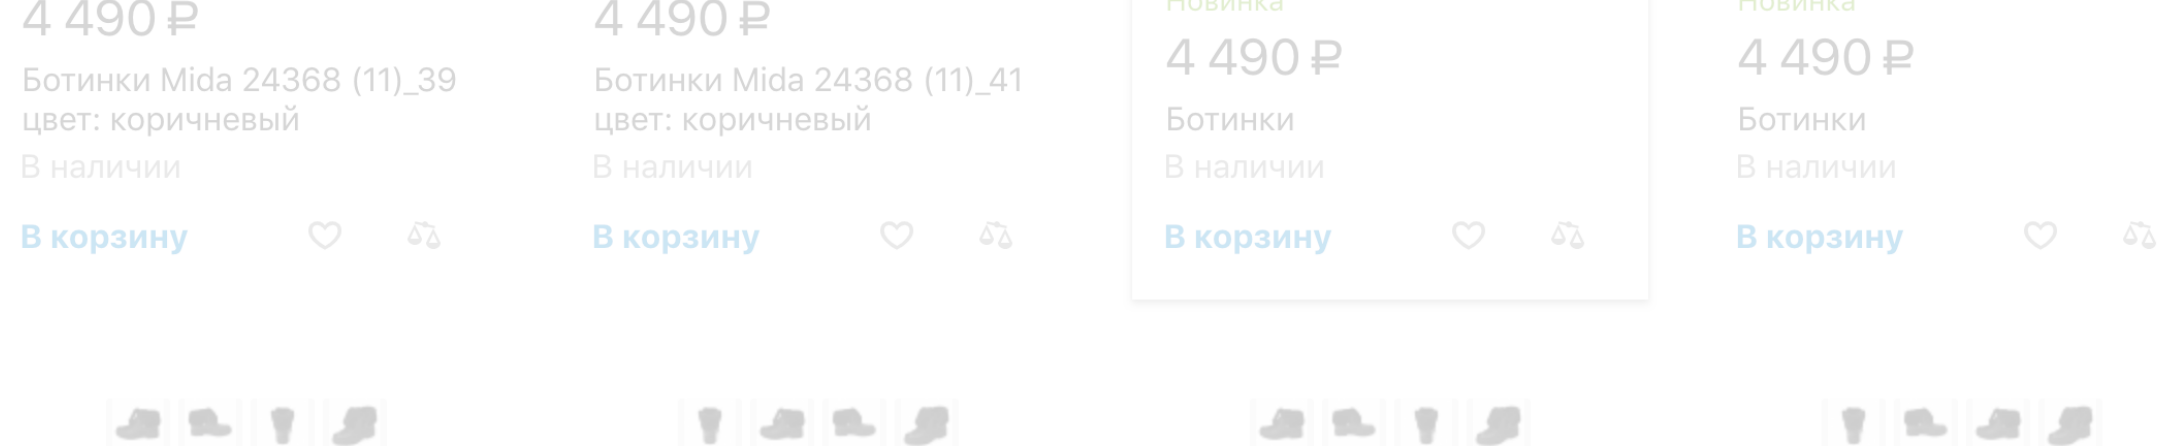 4 490 ₽
Ботинки Mida 24368 (11)_39
цвет: коричневый
В наличии
В корзину
4 490 ₽
Ботинки Mida 24368 (11)_41
цвет: коричневый
В наличии
В корзину
Новинка
4 490 ₽
Ботинки
В наличии
В корзину
Новинка
4 490 ₽
Ботинки
В наличии
В корзину